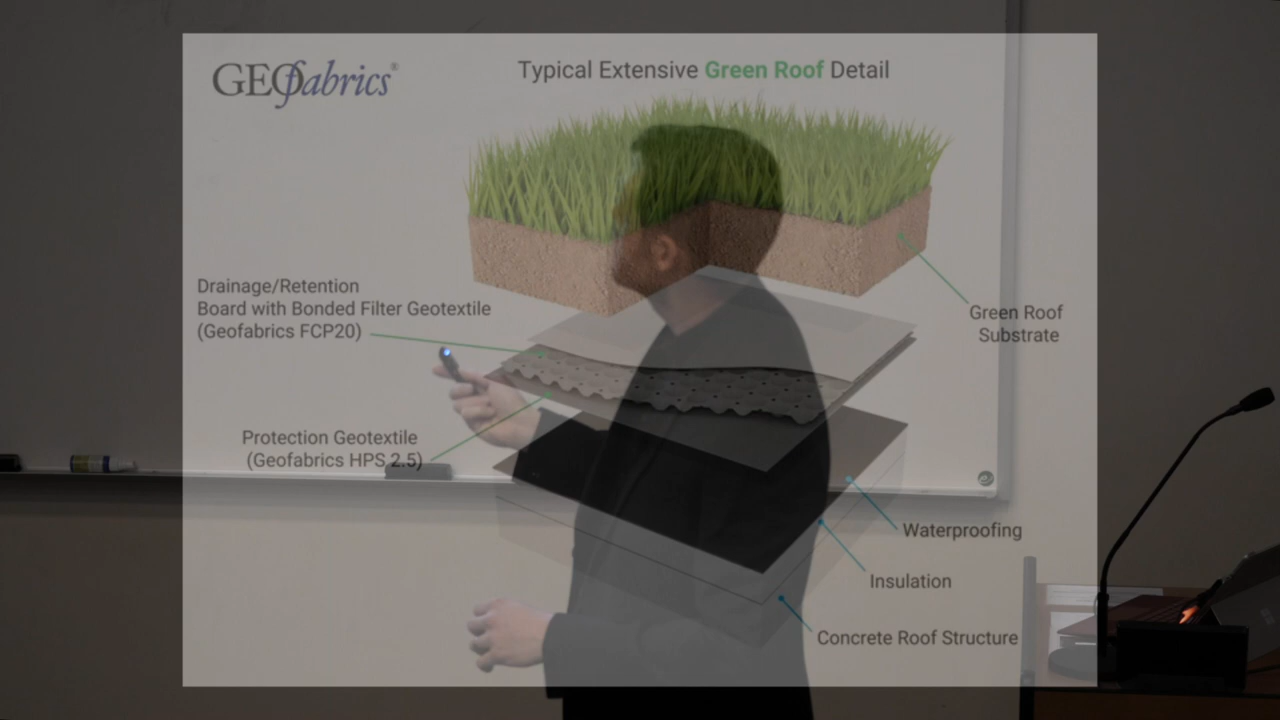 GEOfabrics®
Typical Extensive Green Roof Detail
Drainage/Retention
Board with Bonded Filter Geotextile
(Geofabrics FCP20)
Green Roof
Substrate
Protection Geotextile
(Geofabrics HPS 2.5)
Waterproofing
Insulation
Concrete Roof Structure